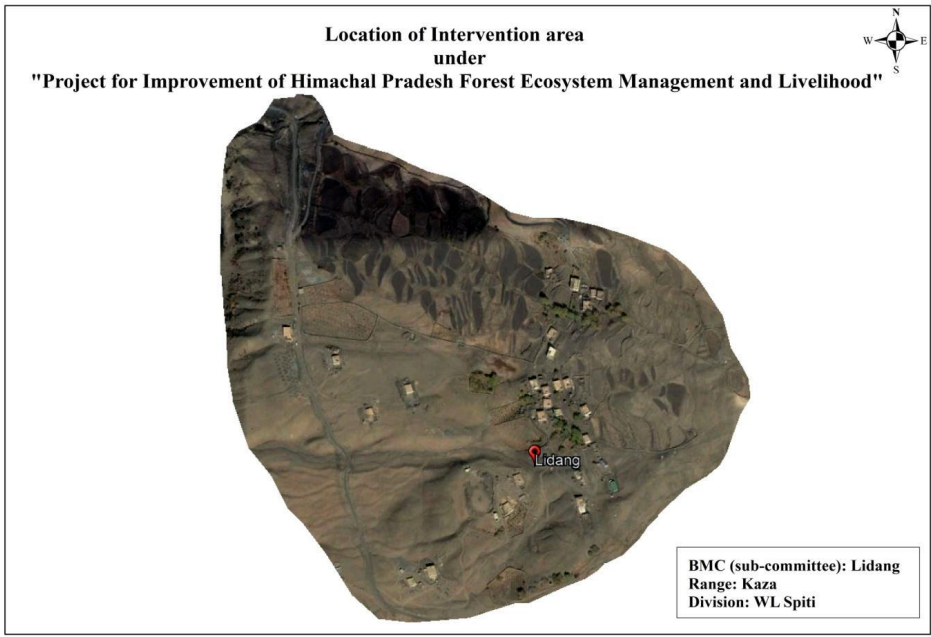 Location of Intervention area
under
"Project for Improvement of Himachal Pradesh Forest Ecosystem Management and Livelihood"
N
W E
S
Lidang
BMC (sub-committee): Lidang
Range: Kaza
Division: WL Spiti